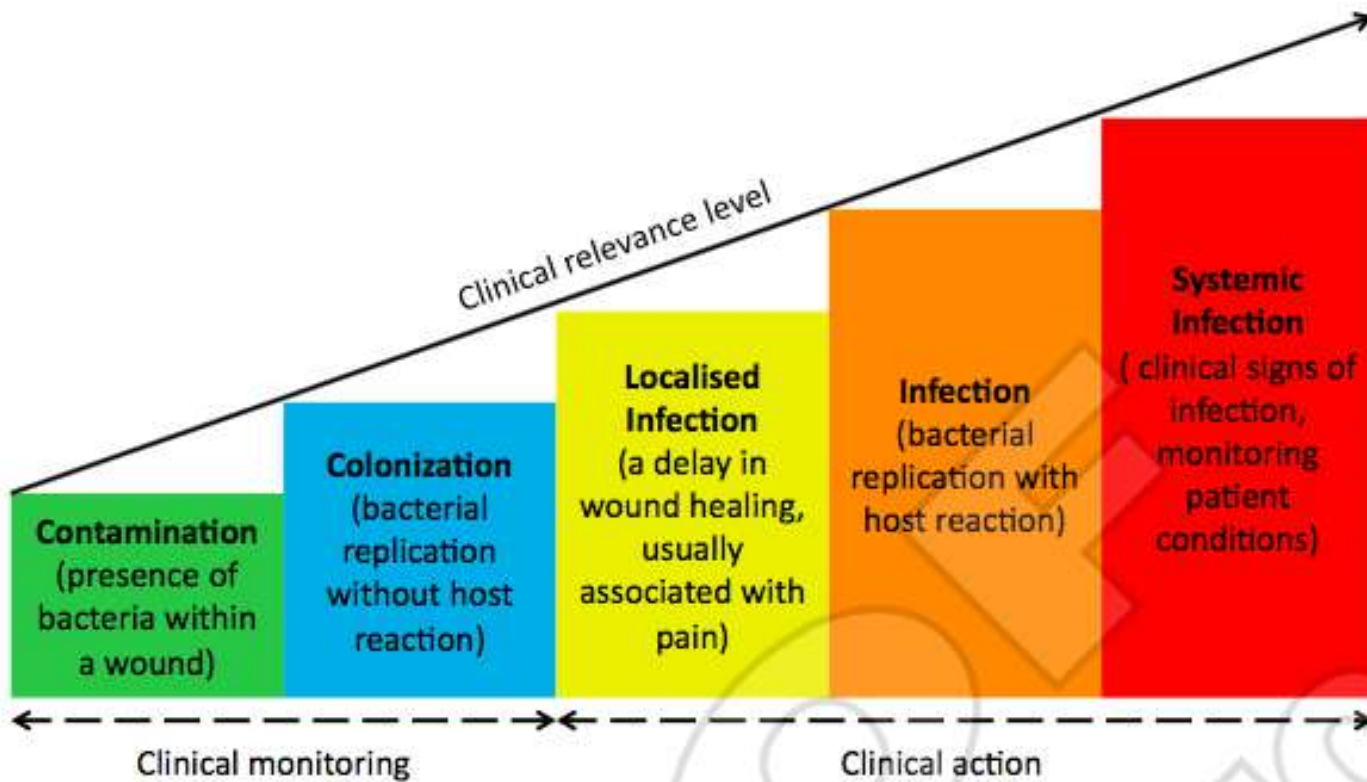 Clinical relevance level
Contamination
(presence of
bacteria within
a wound)
Colonization
(bacterial
replication
without host
reaction)
Localised
Infection
(a delay in
wound healing,
usually
associated with
pain)
Infection
(bacterial
replication with
host reaction)
Systemic
Infection
( clinical signs of
infection,
monitoring
patient
conditions)
Clinical monitoring
Clinical action